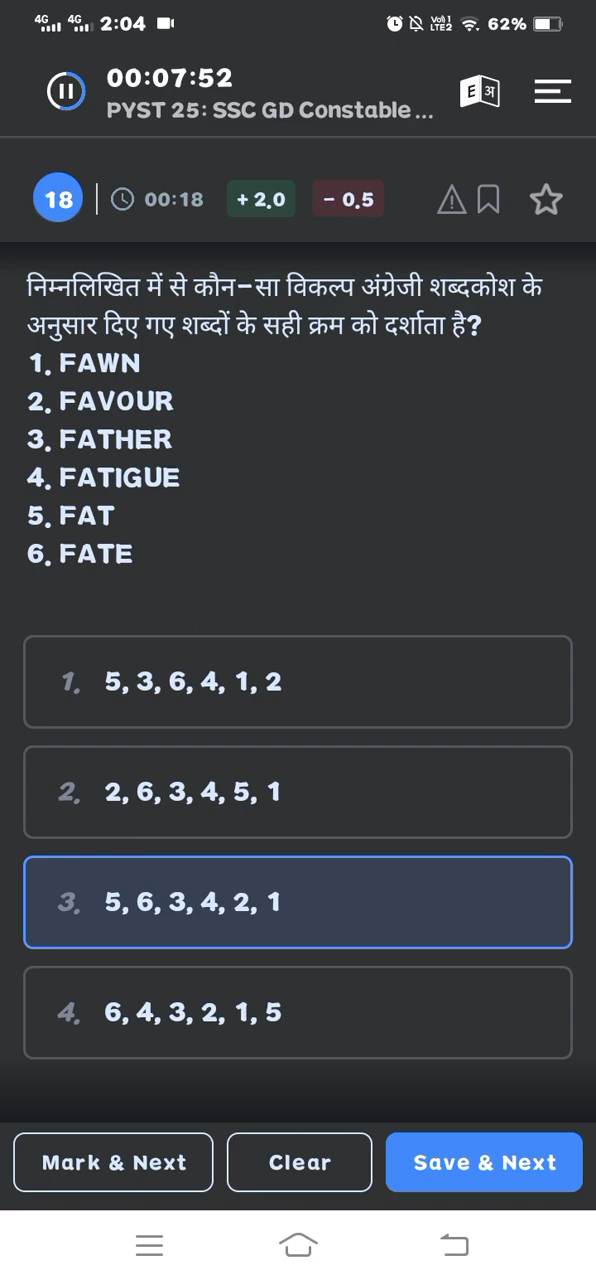 4G 4G 2:04 Vo)) 1 LTE2 62%
00:07:52
PYST 25: SSC GD Constable ...
E अ
18 00:18 + 2.0 - 0.5
निम्नलिखित में से कौन-सा विकल्प अंग्रेजी शब्दकोश के
अनुसार दिए गए शब्दों के सही क्रम को दर्शाता है?
1. FAWN
2. FAVOUR
3. FATHER
4. FATIGUE
5. FAT
6. FATE
1. 5, 3, 6, 4, 1, 2
2. 2, 6, 3, 4, 5, 1
3. 5, 6, 3, 4, 2, 1
4. 6, 4, 3, 2, 1, 5
Mark & Next Clear Save & Next